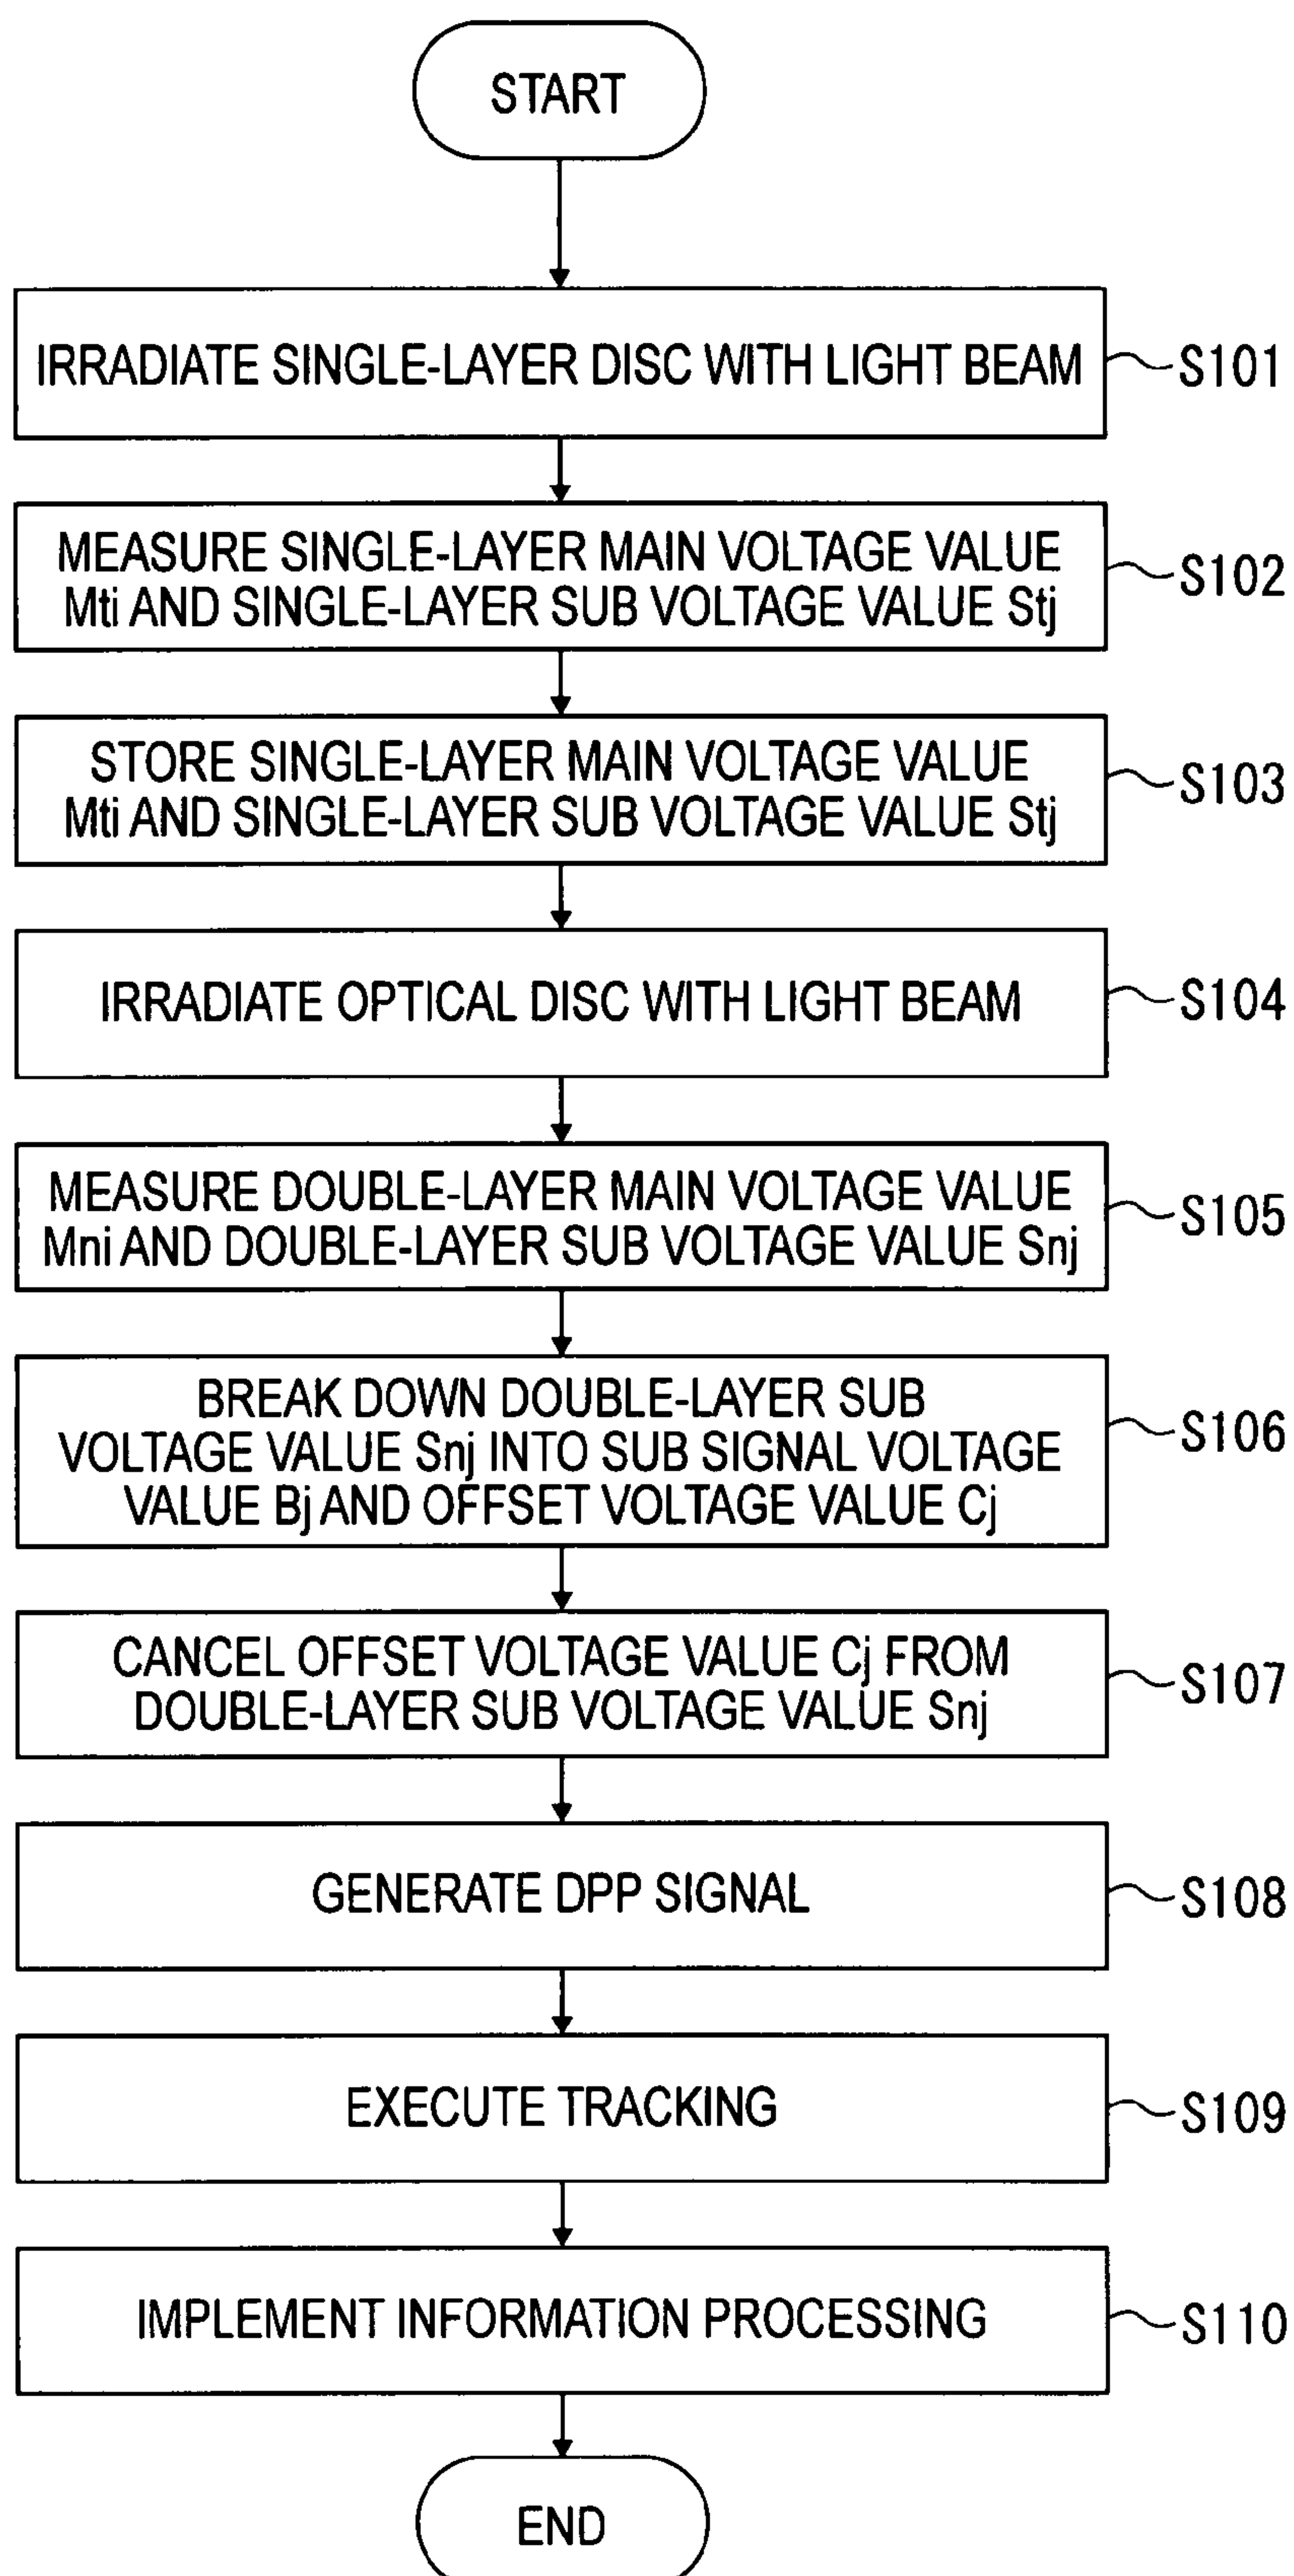 START
IRRADIATE SINGLE-LAYER DISC WITH LIGHT BEAM
S101
MEASURE SINGLE-LAYER MAIN VOLTAGE VALUE
Mti AND SINGLE-LAYER SUB VOLTAGE VALUE Stj
S102
STORE SINGLE-LAYER MAIN VOLTAGE VALUE
Mti AND SINGLE-LAYER SUB VOLTAGE VALUE Stj
S103
IRRADIATE OPTICAL DISC WITH LIGHT BEAM
S104
MEASURE DOUBLE-LAYER MAIN VOLTAGE VALUE
Mni AND DOUBLE-LAYER SUB VOLTAGE VALUE Snj
S105
BREAK DOWN DOUBLE-LAYER SUB
VOLTAGE VALUE Snj INTO SUB SIGNAL VOLTAGE
VALUE Bj AND OFFSET VOLTAGE VALUE Cj
S106
CANCEL OFFSET VOLTAGE VALUE Cj FROM
DOUBLE-LAYER SUB VOLTAGE VALUE Snj
S107
GENERATE DPP SIGNAL
S108
EXECUTE TRACKING
S109
IMPLEMENT INFORMATION PROCESSING
S110
END